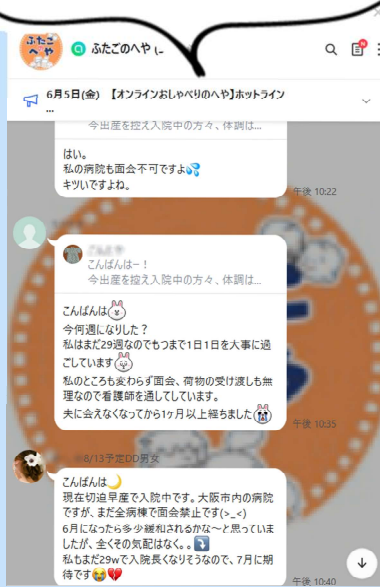 ふたご
へや
ふたごのへや (-
6月5日(金) 【オンラインおしゃべりのへや】ホットライン
...
今出産を控え入院中の方々、体調は...
はい。
私の病院も面会不可ですよ💦
キツいですよね。
午後 10:22
こんばんはー！
今出産を控え入院中の方々、体調は...
こんばんは
今何週になりした？
私はまだ29週なのでもつまで1日1日を大事に過
ごしています
私のところも変わらず面会、荷物の受け渡しも無
理なので看護師を通してしています。
夫に会えなくなってから1ヶ月以上経ちました
午後 10:35
8/13予定DD男女
こんばんは🌙
現在切迫早産で入院中です。大阪市内の病院
ですが、まだ全病棟で面会禁止です(>_<)
6月になったら多少緩和されるかな〜と思っていま
したが、全くその気配はなく。。⤵
私もまだ29wで入院長くなりそうなので、7月に期
待です😭💔
午後 10:40